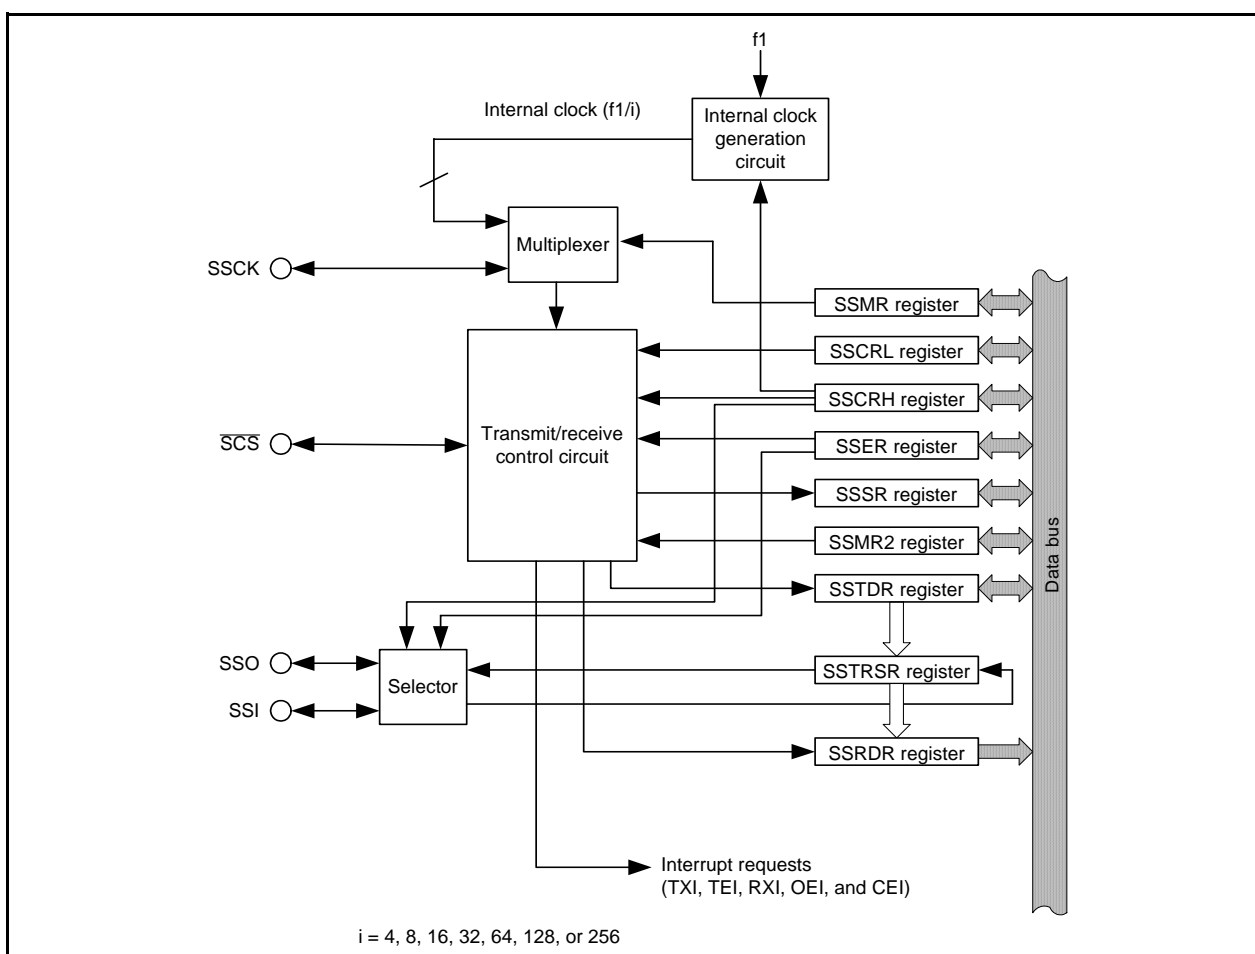 f1
Internal clock (f1/i)
Internal clock
generation
circuit
Multiplexer
SSCK
SSMR register
SSCRL register
SSCRH register
SCS
Transmit/receive
control circuit
SSER register
SSSR register
SSMR2 register
SSTDR register
Data bus
SSO
SSI
Selector
SSTRSR register
SSRDR register
Interrupt requests
(TXI, TEI, RXI, OEI, and CEI)
i = 4, 8, 16, 32, 64, 128, or 256